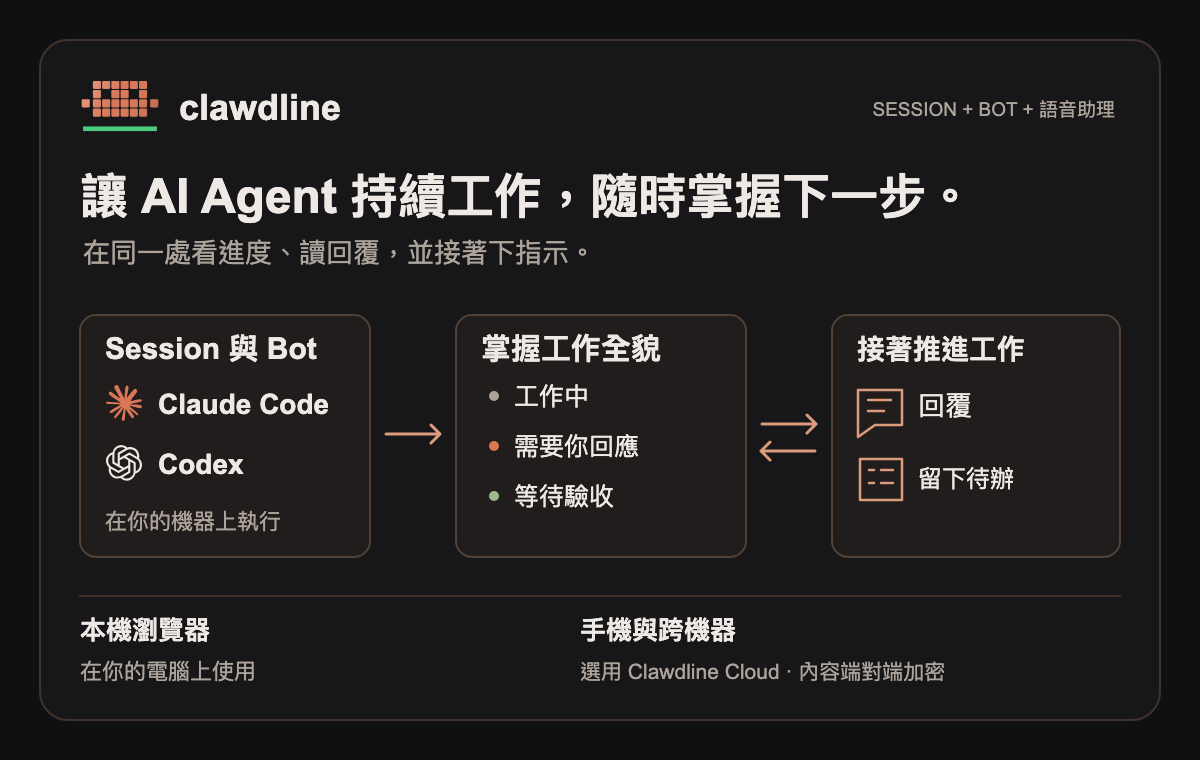 clawdline
SESSION + BOT + 語音助理
讓 AI Agent 持續工作，隨時掌握下一步。
在同一處看進度、讀回覆，並接著下指示。
Session 與 Bot
Claude Code
Codex
在你的機器上執行
掌握工作全貌
工作中
需要你回應
等待驗收
接著推進工作
回覆
留下待辦
本機瀏覽器
在你的電腦上使用
手機與跨機器
選用 Clawdline Cloud · 內容端對端加密